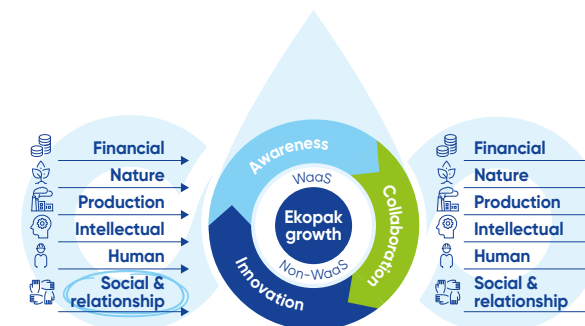 Financial
Nature
Production
Intellectual
Human
Social &
relationship
Awareness
Collaboration
Innovation
WaaS
Ekopak
growth
Non-WaaS
Financial
Nature
Production
Intellectual
Human
Social &
relationship